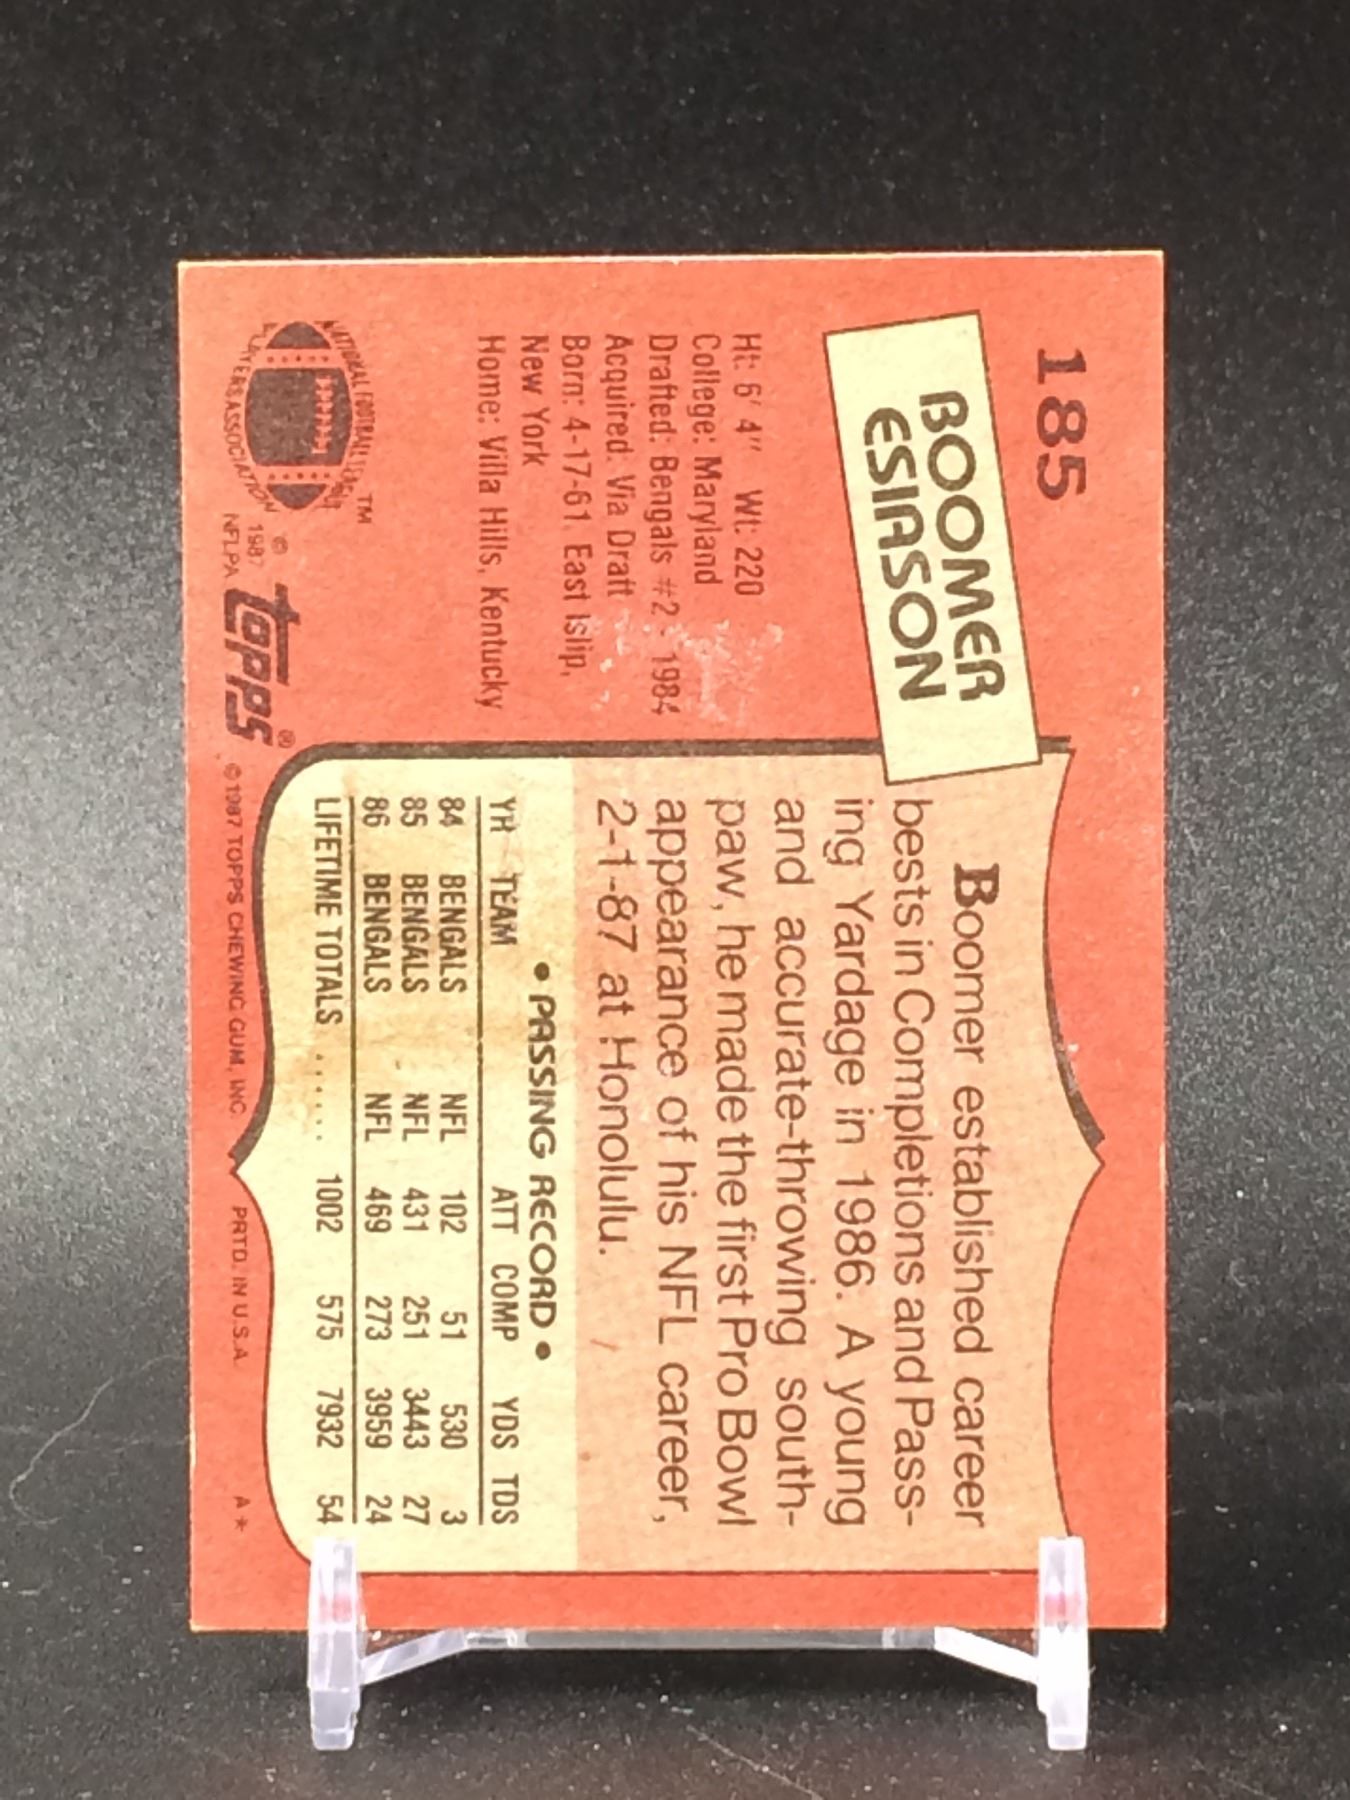 185
BOOMER
ESIASON
Ht: 6' 4" Wt: 220
College: Maryland
Drafted: Bengals #2 - 1984
Acquired: Via Draft
Born: 4-17-61, East Islip,
New York
Home: Villa Hills, Kentucky
NATIONAL FOOTBALL LEAGUE
PLAYERS ASSOCIATION
TM
© 1987
NFLPA
topps®
Boomer established career
bests in Completions and Pass-
ing Yardage in 1986. A young
and accurate-throwing south-
paw, he made the first Pro Bowl
appearance of his NFL career,
2-1-87 at Honolulu.
• PASSING RECORD •
YR TEAM ATT COMP YDS TDS
84 BENGALS NFL 102 51 530 3
85 BENGALS NFL 431 251 3443 27
86 BENGALS NFL 469 273 3959 24
LIFETIME TOTALS ...... 1002 575 7932 54
© 1987 TOPPS CHEWING GUM, INC. PRTD. IN U.S.A. A*